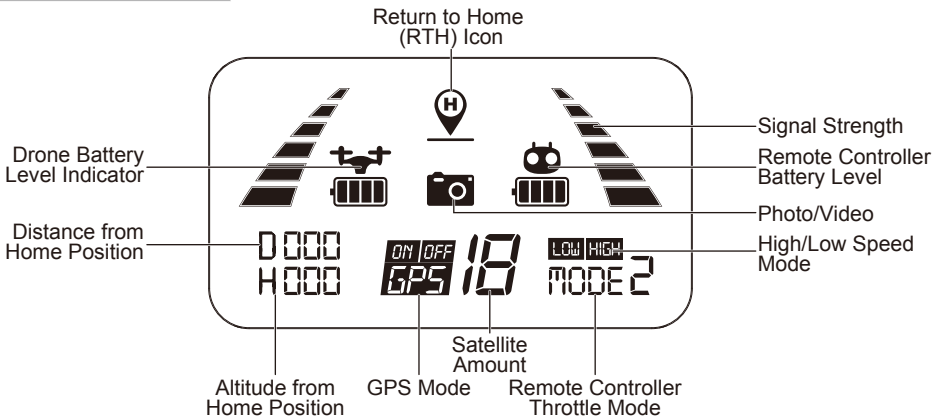 Return to Home
(RTH) Icon
H
Signal Strength
Drone Battery
Level Indicator
Remote Controller
Battery Level
Photo/Video
Distance from
Home Position
D 000
ON OFF
18
LOW HIGH
High/Low Speed
Mode
H 000
GPS
MODE 2
Satellite
Amount
Altitude from
Home Position
GPS Mode
Remote Controller
Throttle Mode